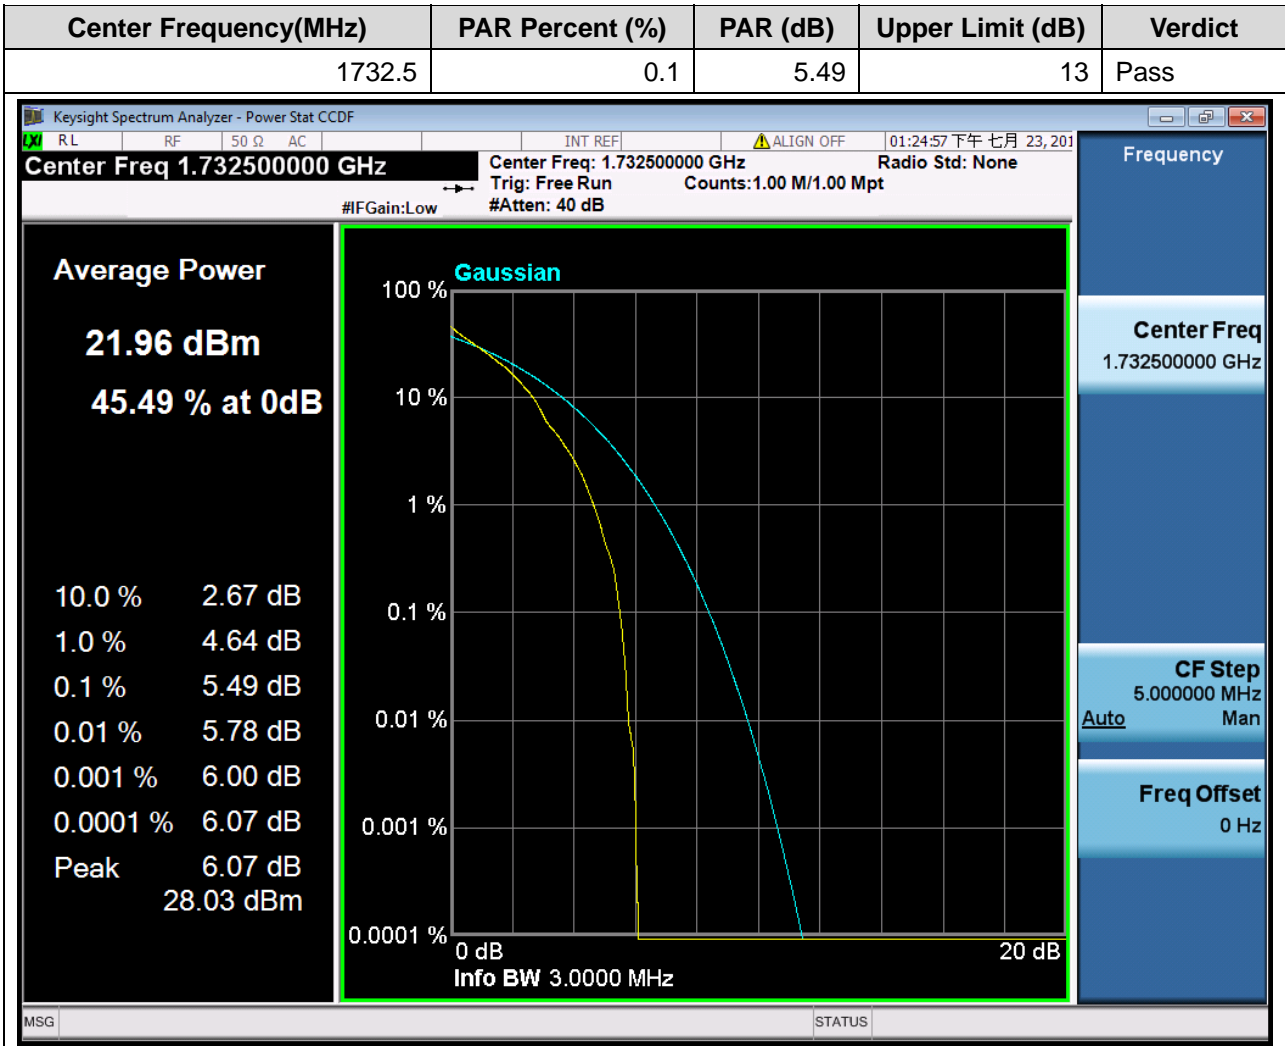 Center Frequency(MHz) PAR Percent (%) PAR (dB) Upper Limit (dB) Verdict
1732.5 0.1 5.49 13 Pass
Keysight Spectrum Analyzer - Power Stat CCDF
LXI RL RF 50 Ω AC INT REF ALIGN OFF 01:24:57 下午 七月 23, 201
Center Freq 1.732500000 GHz
Center Freq: 1.732500000 GHz Radio Std: None
Trig: Free Run Counts:1.00 M/1.00 Mpt
#IFGain:Low #Atten: 40 dB
Average Power
21.96 dBm
45.49 % at 0dB
10.0 % 2.67 dB
1.0 % 4.64 dB
0.1 % 5.49 dB
0.01 % 5.78 dB
0.001 % 6.00 dB
0.0001 % 6.07 dB
Peak 6.07 dB
28.03 dBm
Gaussian
100 %
10 %
1 %
0.1 %
0.01 %
0.001 %
0.0001 %
0 dB 20 dB
Info BW 3.0000 MHz
Frequency
Center Freq
1.732500000 GHz
CF Step
5.000000 MHz
Auto Man
Freq Offset
0 Hz
MSG STATUS